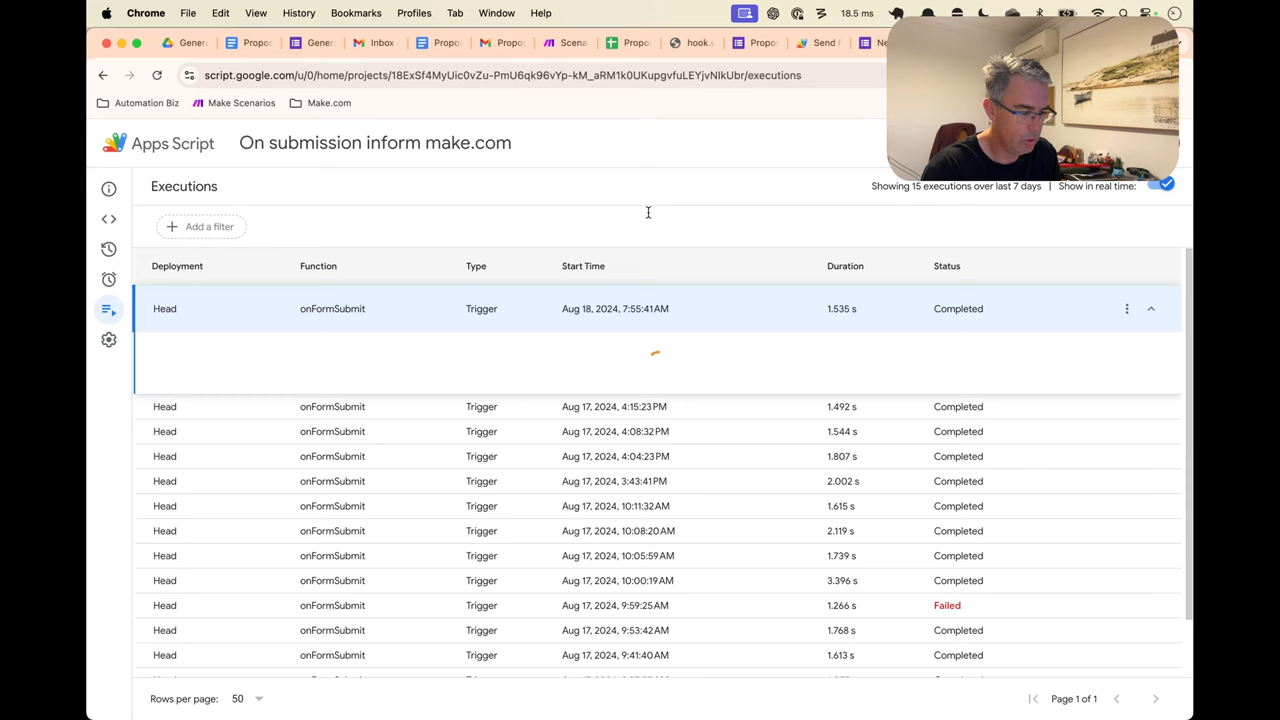 Chrome File Edit View History Bookmarks Profiles Tab Window Help 18.5 ms
Genera Propo Gener Inbox Propo Propo Scena Propo hook.u Propo Send f Ne
script.google.com/u/0/home/projects/18ExSf4MyUic0vZu-PmU6qk96vYp-kM_aRM1k0UKupgvfuLEYjvNIkUbr/executions
Automation Biz Make Scenarios Make.com
Apps Script On submission inform make.com
Executions Showing 15 executions over last 7 days Show in real time:
Add a filter
Deployment Function Type Start Time Duration Status
Head onFormSubmit Trigger Aug 18, 2024, 7:55:41 AM 1.535 s Completed
Head onFormSubmit Trigger Aug 17, 2024, 4:15:23 PM 1.492 s Completed
Head onFormSubmit Trigger Aug 17, 2024, 4:08:32 PM 1.544 s Completed
Head onFormSubmit Trigger Aug 17, 2024, 4:04:23 PM 1.807 s Completed
Head onFormSubmit Trigger Aug 17, 2024, 3:43:41 PM 2.002 s Completed
Head onFormSubmit Trigger Aug 17, 2024, 10:11:32 AM 1.615 s Completed
Head onFormSubmit Trigger Aug 17, 2024, 10:08:20 AM 2.119 s Completed
Head onFormSubmit Trigger Aug 17, 2024, 10:05:59 AM 1.739 s Completed
Head onFormSubmit Trigger Aug 17, 2024, 10:00:19 AM 3.396 s Completed
Head onFormSubmit Trigger Aug 17, 2024, 9:59:25 AM 1.266 s Failed
Head onFormSubmit Trigger Aug 17, 2024, 9:53:42 AM 1.768 s Completed
Head onFormSubmit Trigger Aug 17, 2024, 9:41:40 AM 1.613 s Completed
Rows per page: 50 Page 1 of 1